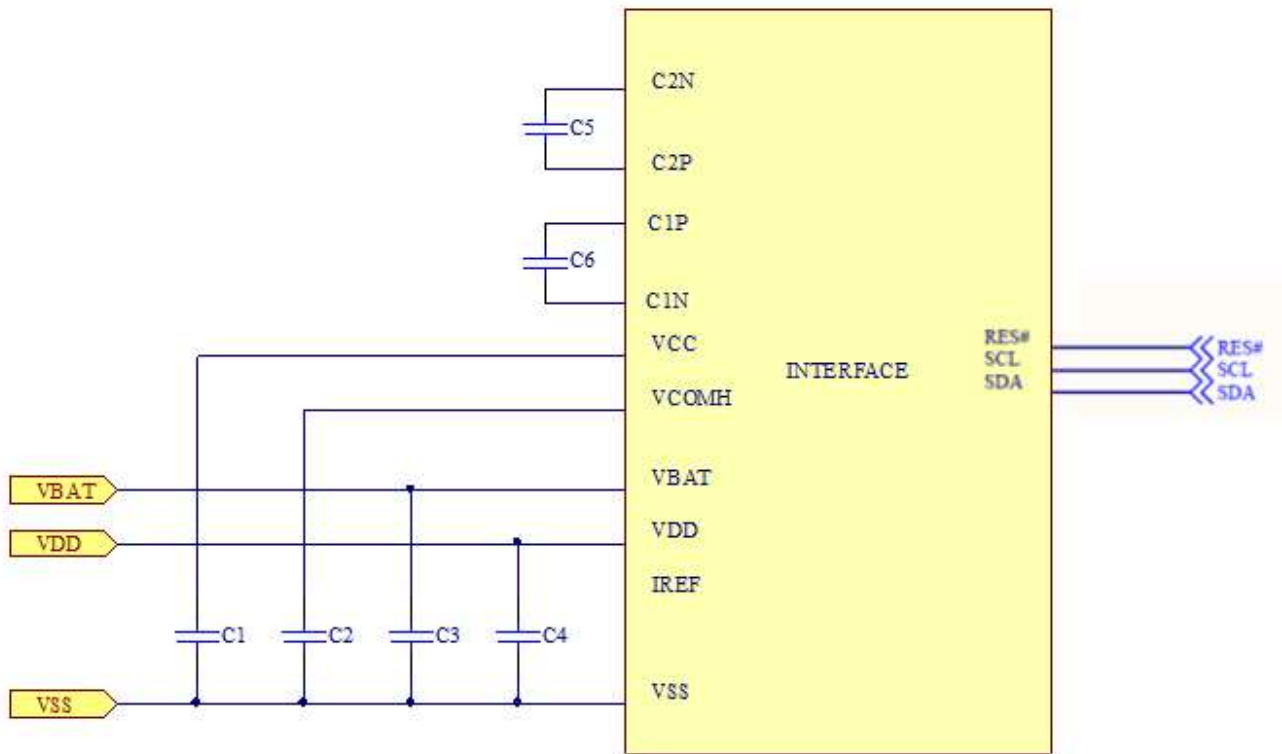 C2N
C5
C2P
C1P
C6
C1N
VCC
VCOMH
VBAT
VBAT
VDD
VDD
IREF
C1
C2
C3
C4
VSS
VSS
INTERFACE
RES#
SCL
SDA
RES#
SCL
SDA